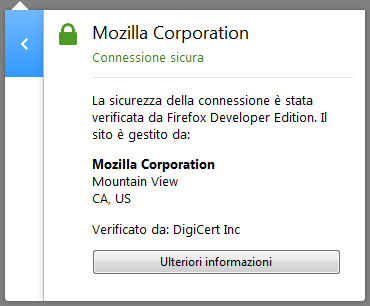 Mozilla Corporation
Connessione sicura
La sicurezza della connessione è stata
verificata da Firefox Developer Edition. Il
sito è gestito da:
Mozilla Corporation
Mountain View
CA, US
Verificato da: DigiCert Inc
Ulteriori informazioni